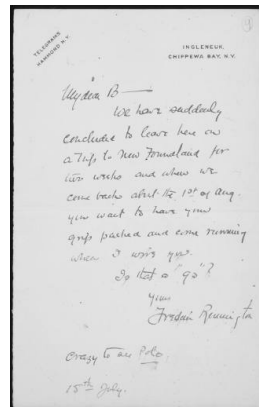 TELEGRAMS
HAMMOND N.Y.
INGLENEUK,
CHIPPEWA BAY, N.Y.
My dear B—
We have suddenly
concluded to leave here on
a trip to New Foundland for
two weeks and when we
come back about the 1st of Aug.
you want to have your
grip packed and come running
when I wire you.
Is that a "go"?
Yours
Frederic Remington
Crazy to see Polo
15th July.